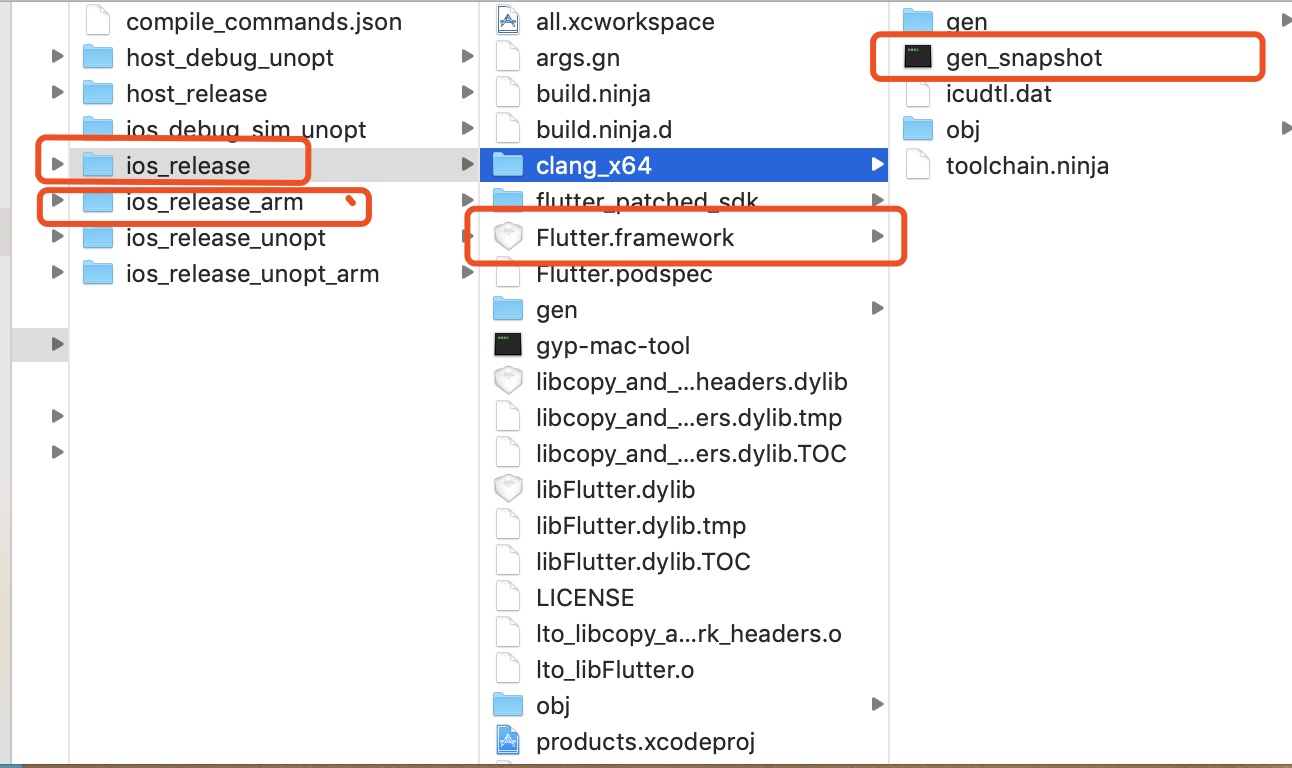 compile_commands.json
host_debug_unopt
host_release
ios_debug_sim_unopt
ios_release
ios_release_arm
ios_release_unopt
ios_release_unopt_arm
all.xcworkspace
args.gn
build.ninja
build.ninja.d
clang_x64
flutter_patched_sdk
Flutter.framework
Flutter.podspec
gen
gyp-mac-tool
libcopy_and_...headers.dylib
libcopy_and_...ers.dylib.tmp
libcopy_and_...ers.dylib.TOC
libFlutter.dylib
libFlutter.dylib.tmp
libFlutter.dylib.TOC
LICENSE
lto_libcopy_a...rk_headers.o
lto_libFlutter.o
obj
products.xcodeproj
gen
gen_snapshot
icudtl.dat
obj
toolchain.ninja